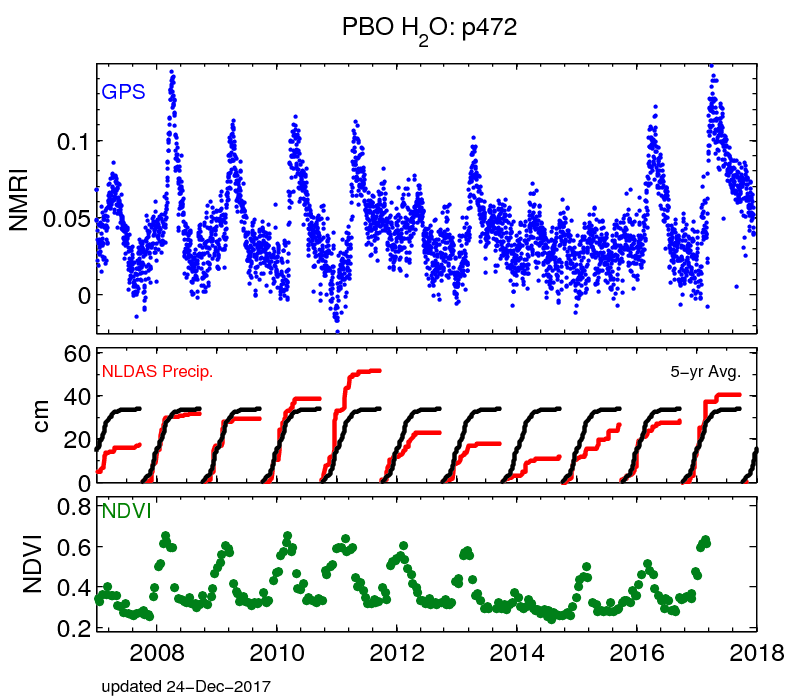 PBO H2O: p472
GPS
NMRI
0.1
0.05
0
NLDAS Precip.
5-yr Avg.
cm
60
40
20
0
NDVI
NDVI
0.8
0.6
0.4
0.2
2008 2010 2012 2014 2016 2018
updated 24-Dec-2017